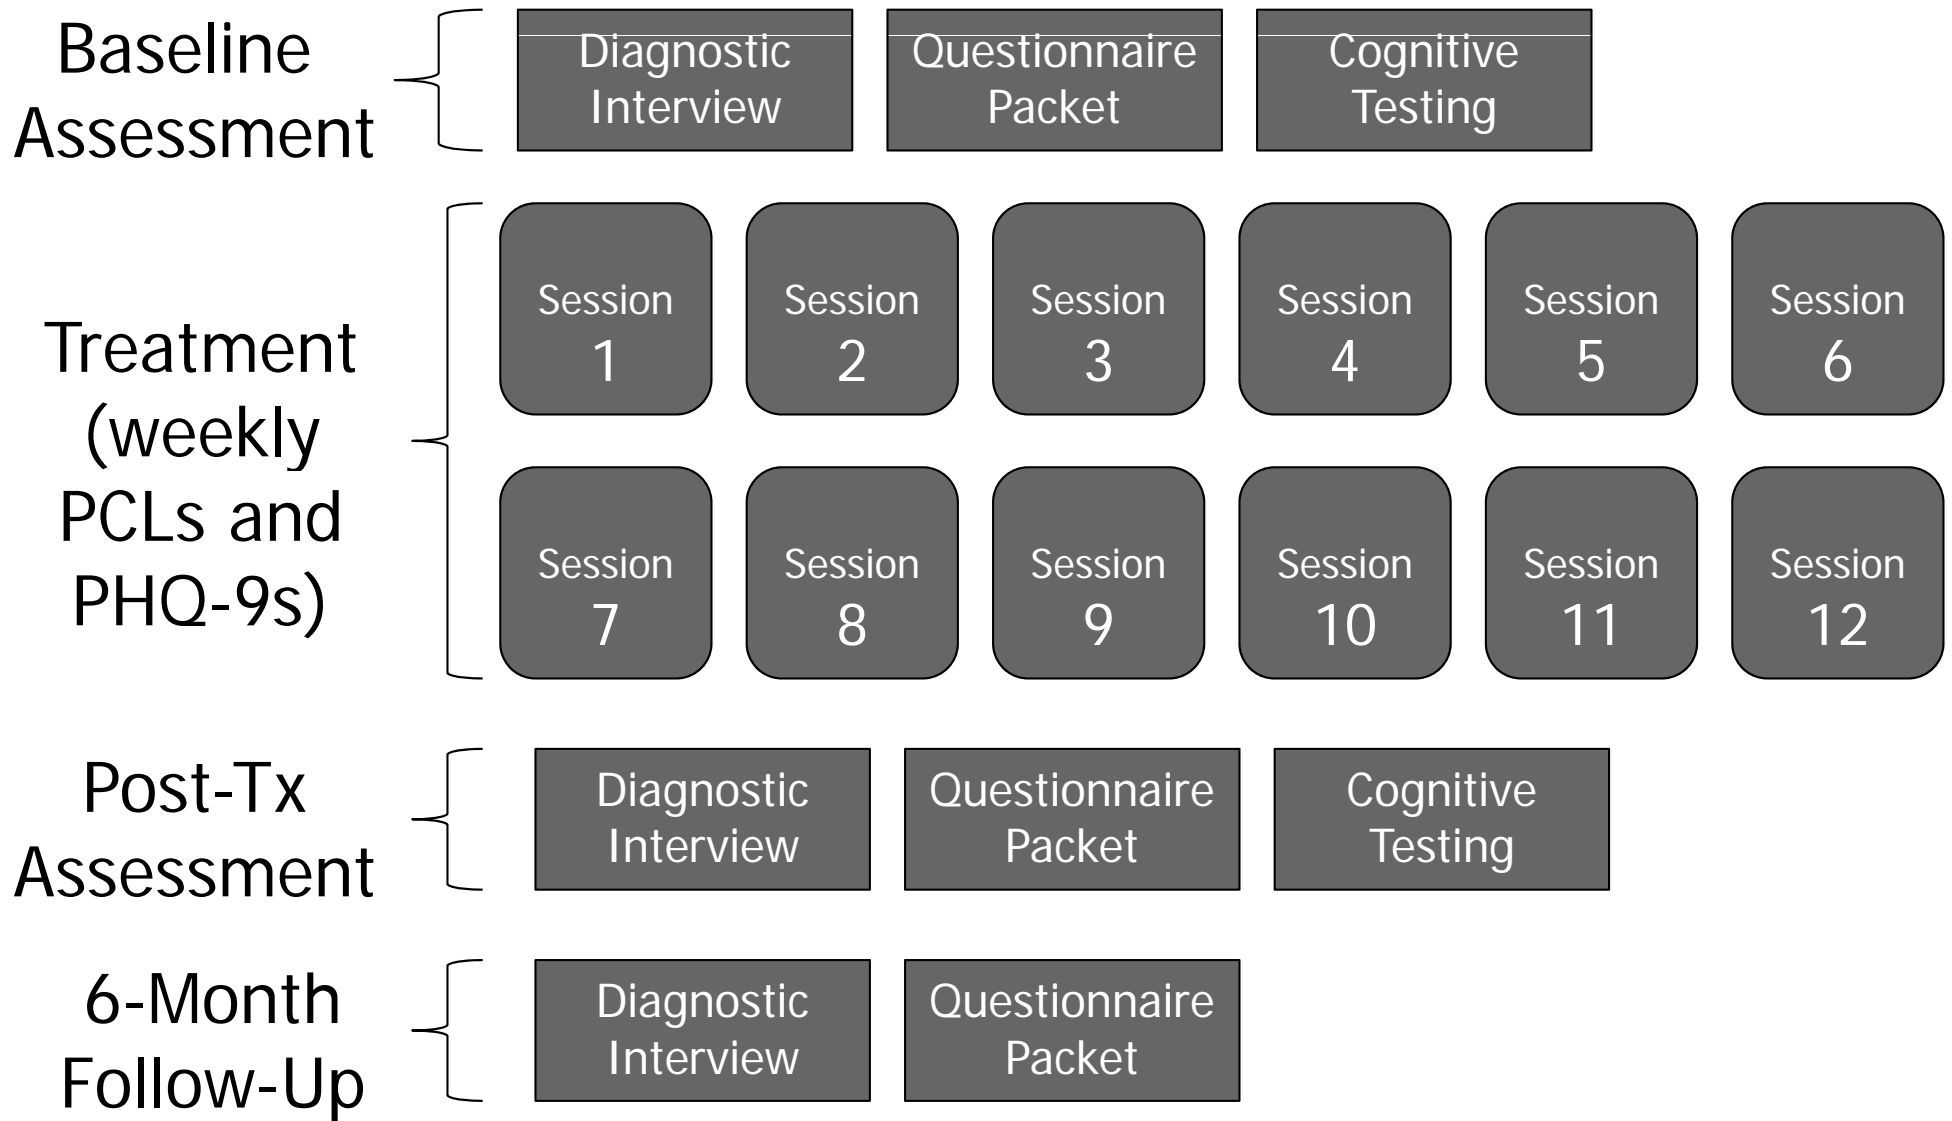 Baseline
Assessment
Diagnostic
Interview
Questionnaire
Packet
Cognitive
Testing
Treatment
(weekly
PCLs and
PHQ-9s)
Session
1
Session
2
Session
3
Session
4
Session
5
Session
6
Session
7
Session
8
Session
9
Session
10
Session
11
Session
12
Post-Tx
Assessment
Diagnostic
Interview
Questionnaire
Packet
Cognitive
Testing
6-Month
Follow-Up
Diagnostic
Interview
Questionnaire
Packet